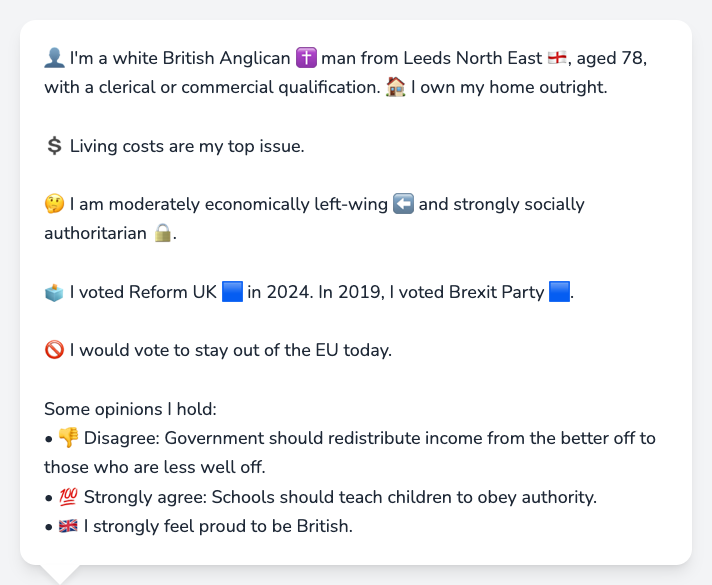 👤 I'm a white British Anglican ✝️ man from Leeds North East 🏴󠁧󠁢󠁥󠁮󠁧󠁿, aged 78,
with a clerical or commercial qualification. 🏠 I own my home outright.
💲 Living costs are my top issue.
🤔 I am moderately economically left-wing ⬅️ and strongly socially
authoritarian 🔒.
🗳️ I voted Reform UK 🟦 in 2024. In 2019, I voted Brexit Party 🟦.
🚫 I would vote to stay out of the EU today.
Some opinions I hold:
• 👎 Disagree: Government should redistribute income from the better off to
those who are less well off.
• 💯 Strongly agree: Schools should teach children to obey authority.
• 🇬🇧 I strongly feel proud to be British.